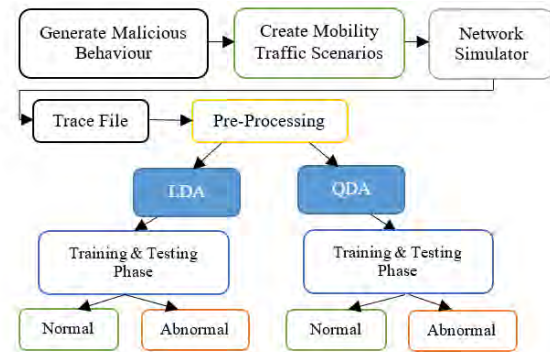 Generate Malicious
Behaviour
Create Mobility
Traffic Scenarios
Network
Simulator
Trace File
Pre-Processing
LDA
QDA
Training & Testing
Phase
Training & Testing
Phase
Normal
Abnormal
Normal
Abnormal